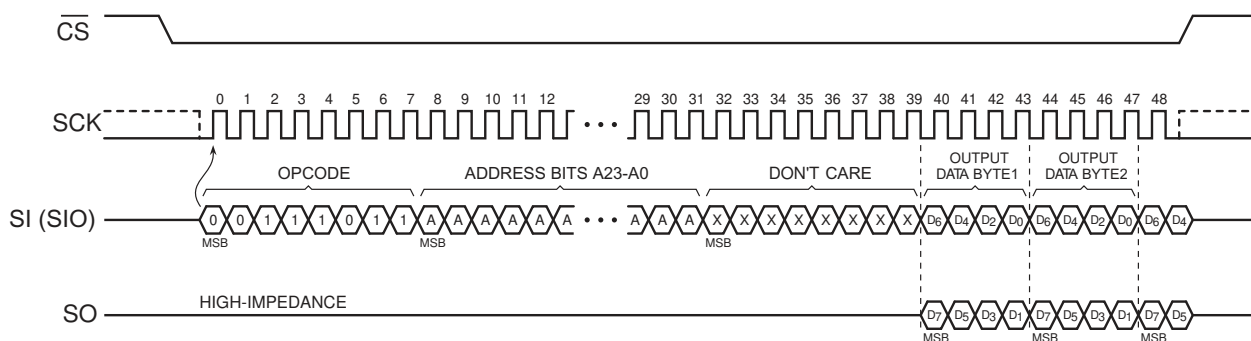 CS
0 1 2 3 4 5 6 7 8 9 10 11 12 29 30 31 32 33 34 35 36 37 38 39 40 41 42 43 44 45 46 47 48
SCK • • •
OPCODE ADDRESS BITS A23-A0 DON'T CARE OUTPUT DATA BYTE1 OUTPUT DATA BYTE2
SI (SIO) 0 0 1 1 1 0 1 1 A A A A A A • • • A A A X X X X X X X X D6 D4 D2 D0 D6 D4 D2 D0 D6 D4
MSB MSB MSB
HIGH-IMPEDANCE
SO D7 D5 D3 D1 D7 D5 D3 D1 D7 D5
MSB MSB MSB